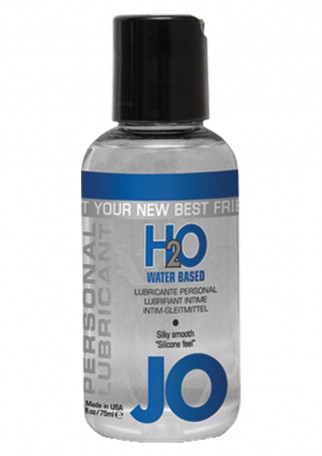 T YOUR NEW BEST FRIE
H2O
WATER BASED
LUBRICANTE PERSONAL
LUBRIFIANT INTIME
INTIM-GLEITMITTEL
Silky smooth
"Silicone feel"
JO
PERSONAL
LUBRICANT
Made in USA
fl.oz/75ml℮